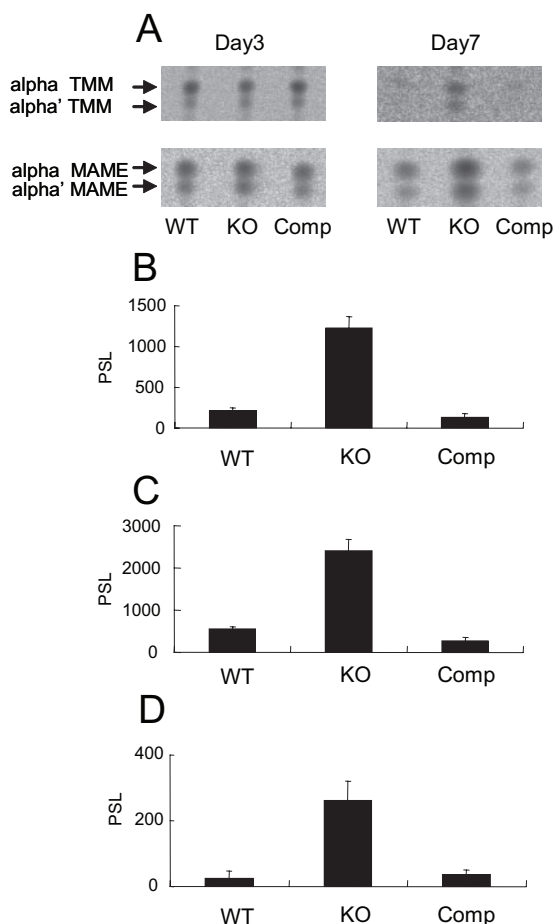 A
Day3 Day7
alpha TMM
alpha' TMM
alpha MAME
alpha' MAME
WT KO Comp WT KO Comp
B
1500
1000
500
0
PSL
WT KO Comp
C
3000
2000
1000
0
PSL
WT KO Comp
D
400
200
0
PSL
WT KO Comp